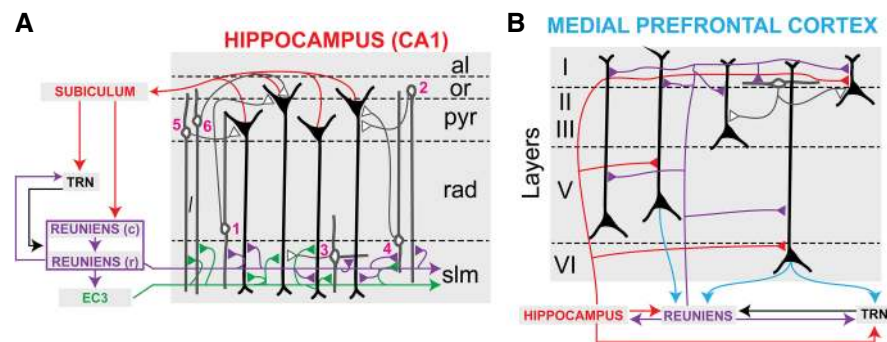 A
HIPPOCAMPUS (CA1)
al
or
pyr
rad
slm
SUBICULUM
TRN
REUNIENS (c)
REUNIENS (r)
EC3
5
6
2
1
3
4
B
MEDIAL PREFRONTAL CORTEX
Layers
I
II
III
V
VI
HIPPOCAMPUS
REUNIENS
TRN